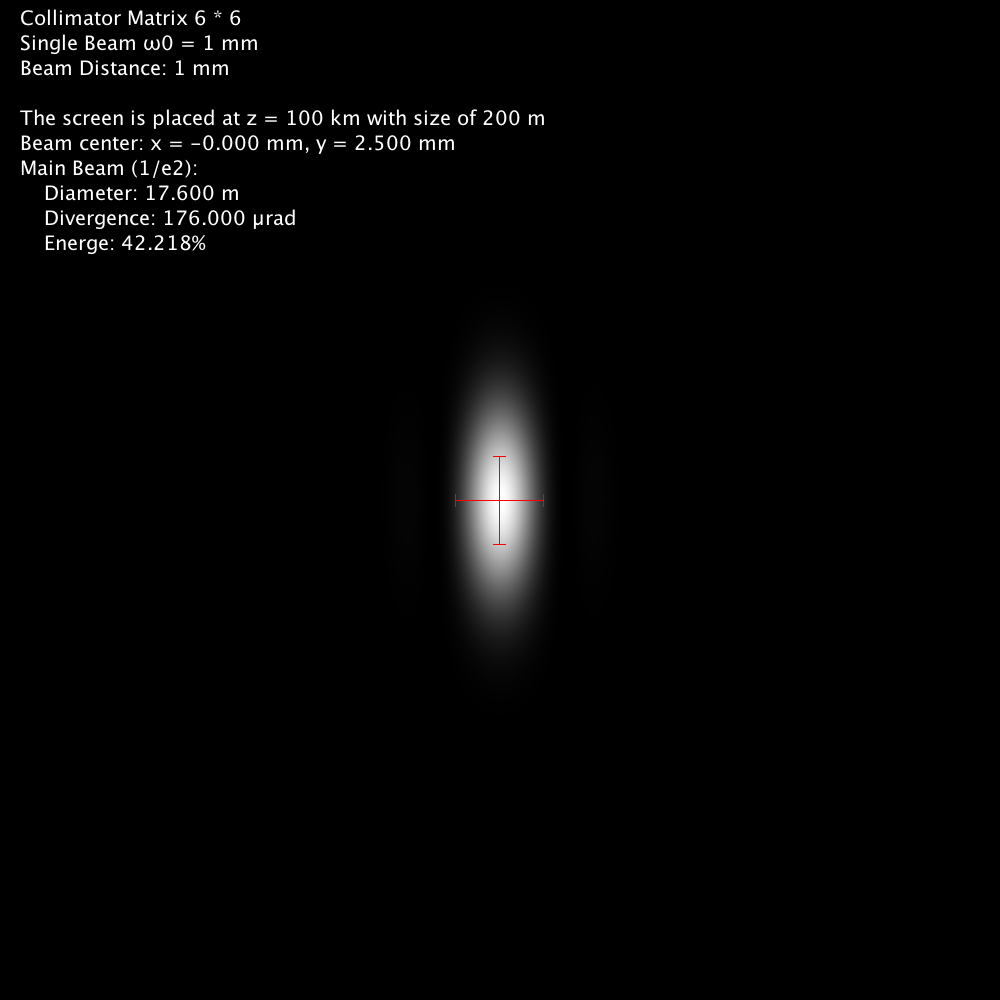 Collimator Matrix 6 * 6
Single Beam ω0 = 1 mm
Beam Distance: 1 mm
The screen is placed at z = 100 km with size of 200 m
Beam center: x = −0.000 mm, y = 2.500 mm
Main Beam (1/e2):
Diameter: 17.600 m
Divergence: 176.000 μrad
Energe: 42.218%